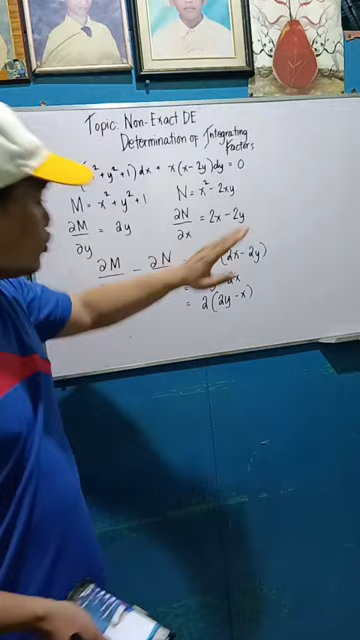 Topic: Non-Exact DE
Determination of Integrating
Factors
² + y² + 1) dx + x(x - 2y) dy = 0
M = x² + y² + 1
N = x² - 2xy
∂M/∂y = 2y
∂N/∂x = 2x - 2y
∂M - ∂N (2x - 2y)
= 2(2y - x)